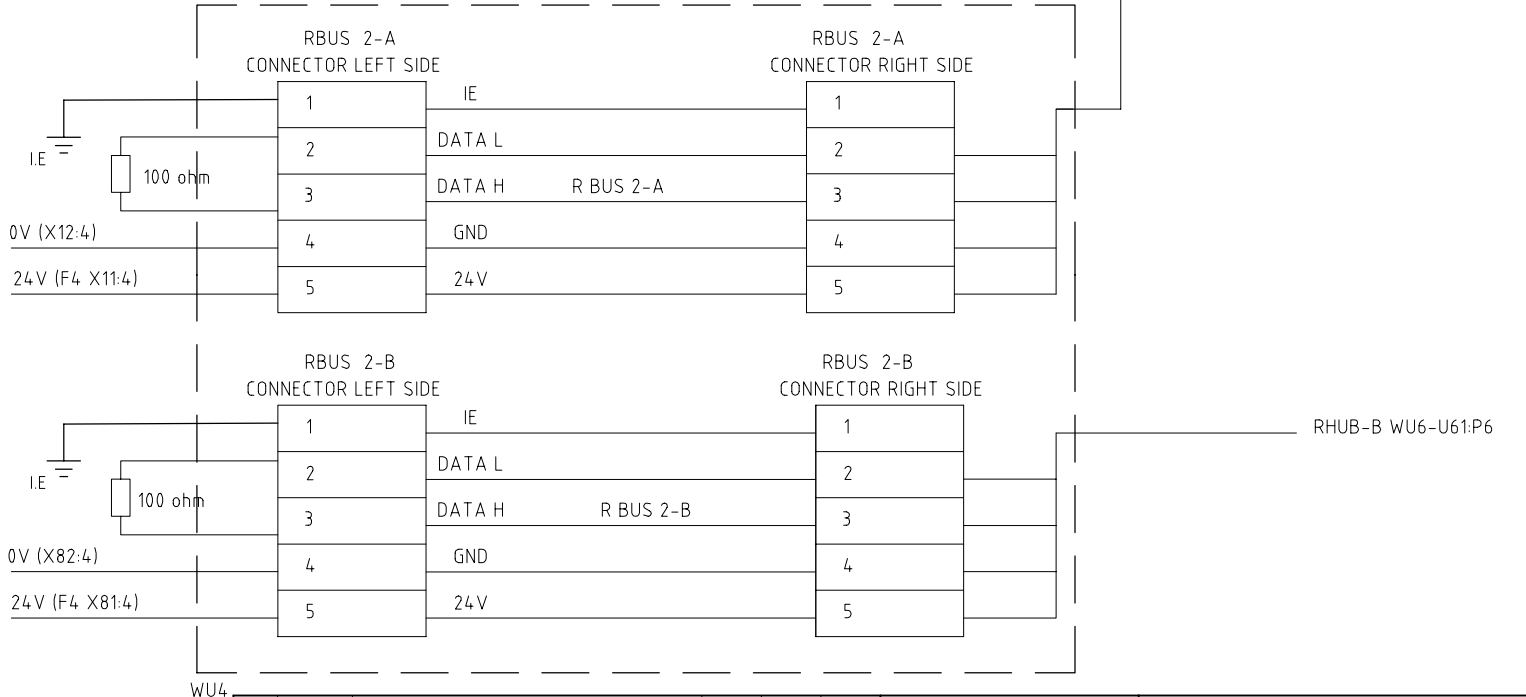 RBUS 2-A
CONNECTOR LEFT SIDE
RBUS 2-A
CONNECTOR RIGHT SIDE
1
IE
1
I.E
100 ohm
2
DATA L
2
3
DATA H
R BUS 2-A
3
0V (X12:4)
4
GND
4
24V (F4 X11:4)
5
24V
5
RBUS 2-B
CONNECTOR LEFT SIDE
RBUS 2-B
CONNECTOR RIGHT SIDE
1
IE
1
RHUB-B WU6-U61:P6
I.E
100 ohm
2
DATA L
2
3
DATA H
R BUS 2-B
3
0V (X82:4)
4
GND
4
24V (F4 X81:4)
5
24V
5
WU4